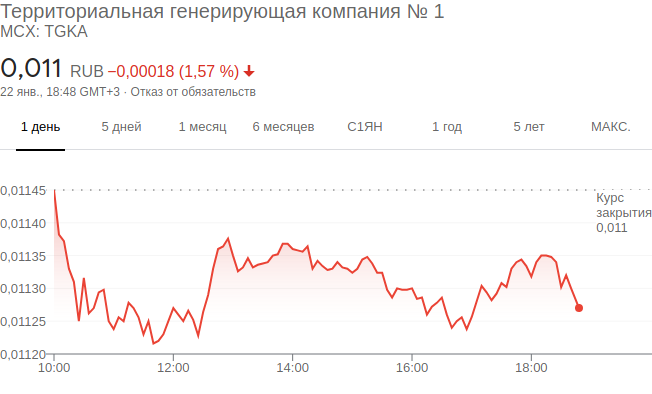 Территориальная генерирующая компания № 1
MCX: TGKA
0,011 RUB −0,00018 (1,57 %)
22 янв., 18:48 GMT+3 · Отказ от обязательств
1 день 5 дней 1 месяц 6 месяцев С1ЯН 1 год 5 лет МАКС.
0,01145
Курс
закрытия
0,011
0,01140
0,01135
0,01130
0,01125
0,01120
10:00 12:00 14:00 16:00 18:00